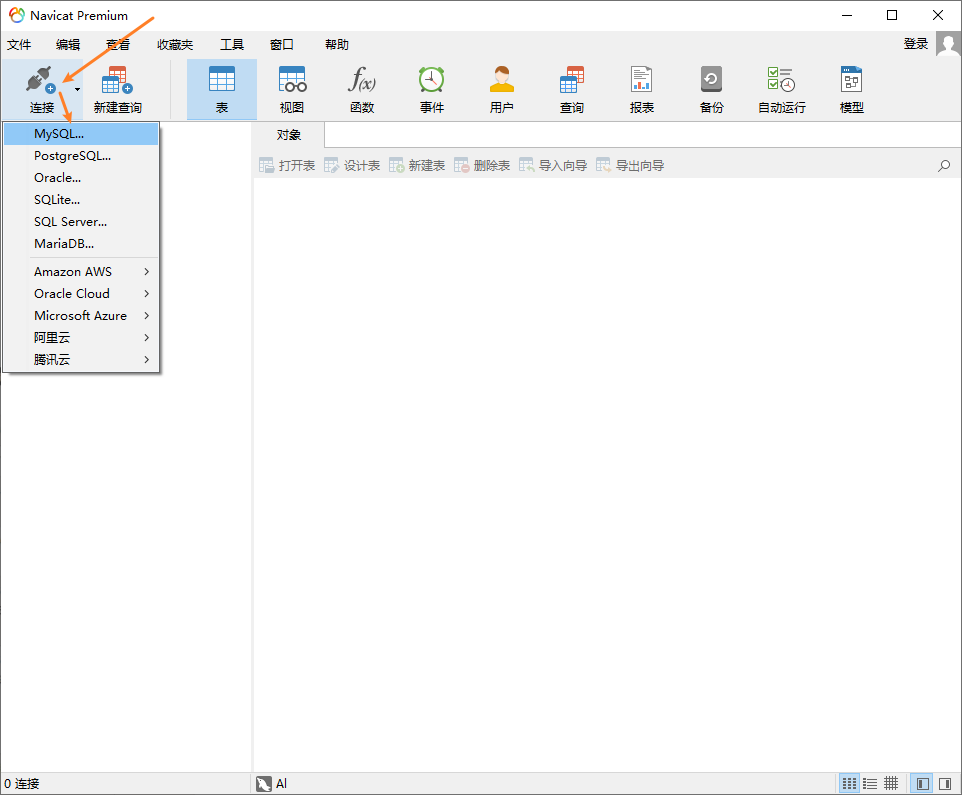 Navicat Premium
文件 编辑 查看 收藏夹 工具 窗口 帮助 登录
连接 新建查询 表 视图 f(x) 函数 事件 用户 查询 报表 备份 自动运行 模型
MySQL...
PostgreSQL...
Oracle...
SQLite...
SQL Server...
MariaDB...
Amazon AWS
Oracle Cloud
Microsoft Azure
阿里云
腾讯云
对象
打开表 设计表 新建表 删除表 导入向导 导出向导
0 连接 AI